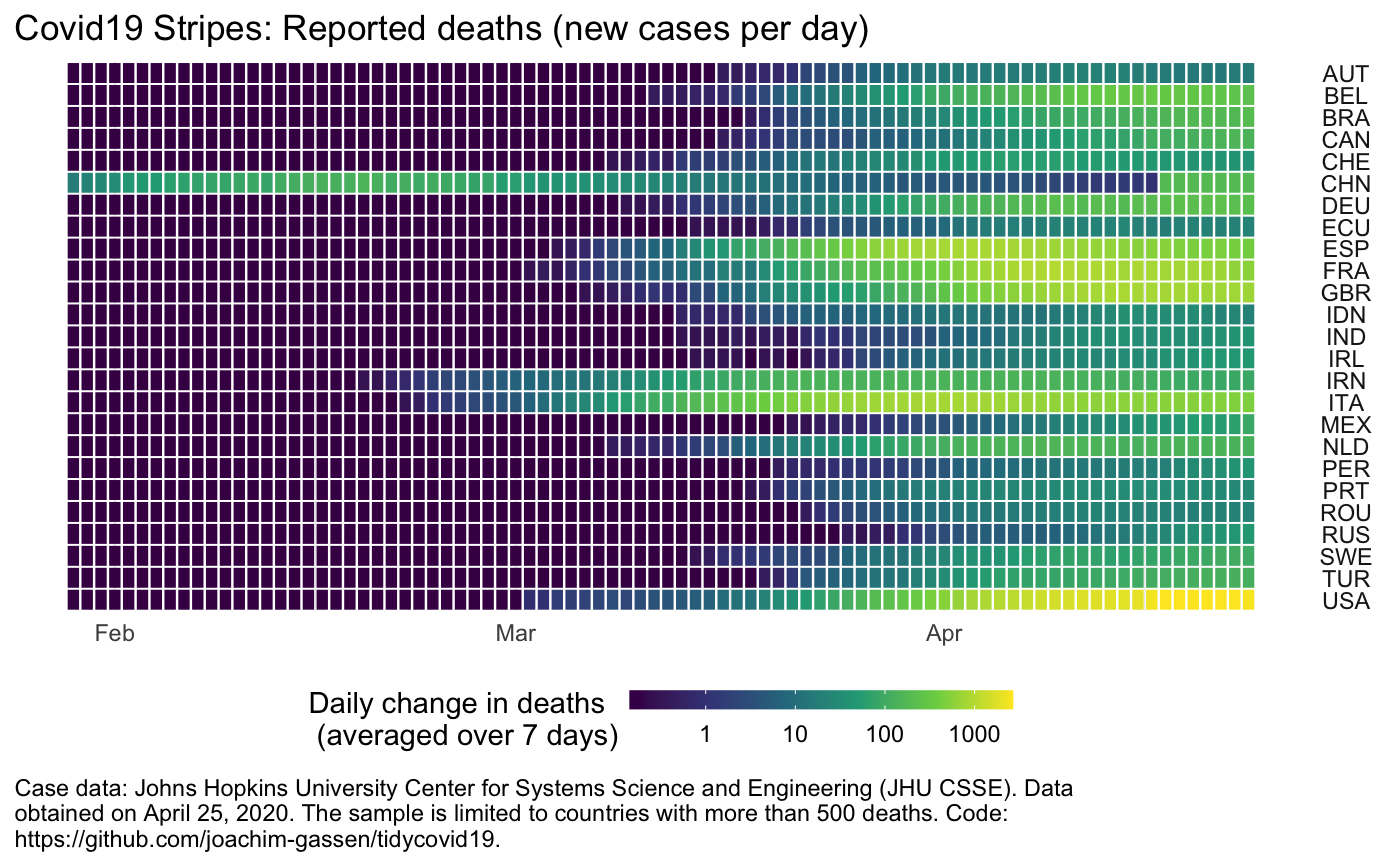 Covid19 Stripes: Reported deaths (new cases per day)
AUT
BEL
BRA
CAN
CHE
CHN
DEU
ECU
ESP
FRA
GBR
IDN
IND
IRL
IRN
ITA
MEX
NLD
PER
PRT
ROU
RUS
SWE
TUR
USA
Feb Mar Apr
Daily change in deaths
(averaged over 7 days)
1 10 100 1000
Case data: Johns Hopkins University Center for Systems Science and Engineering (JHU CSSE). Data
obtained on April 25, 2020. The sample is limited to countries with more than 500 deaths. Code:
https://github.com/joachim-gassen/tidycovid19.